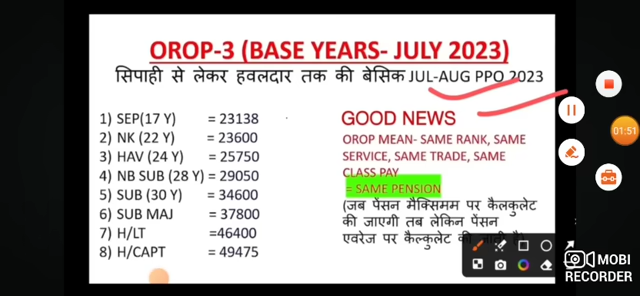 OROP-3 (BASE YEARS- JULY 2023)
सिपाही से लेकर हवलदार तक की बेसिक JUL-AUG PPO 2023
1) SEP(17 Y) = 23138
2) NK (22 Y) = 23600
3) HAV (24 Y) = 25750
4) NB SUB (28 Y) = 29050
5) SUB (30 Y) = 34600
6) SUB MAJ = 37800
7) H/LT =46400
8) H/CAPT = 49475
GOOD NEWS
OROP MEAN- SAME RANK, SAME
SERVICE, SAME TRADE, SAME
CLASS PAY
= SAME PENSION
(जब पेंसन मैक्सिमम पर कैलकुलेट
की जाएगी तब लेकिन पेंसन
एवरेज पर कैल्कुलेट की
01:51
MOBI
RECORDER